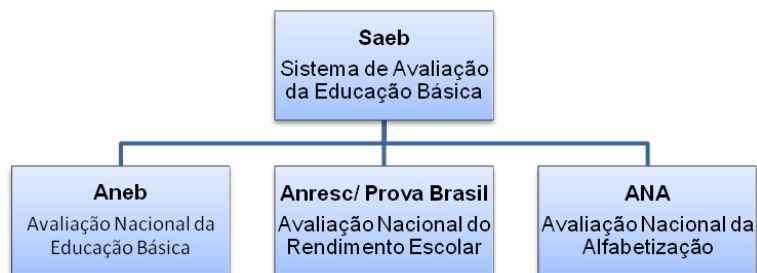 Saeb
Sistema de Avaliação
da Educação Básica
Aneb
Avaliação Nacional da
Educação Básica
Anresc/ Prova Brasil
Avaliação Nacional do
Rendimento Escolar
ANA
Avaliação Nacional da
Alfabetização